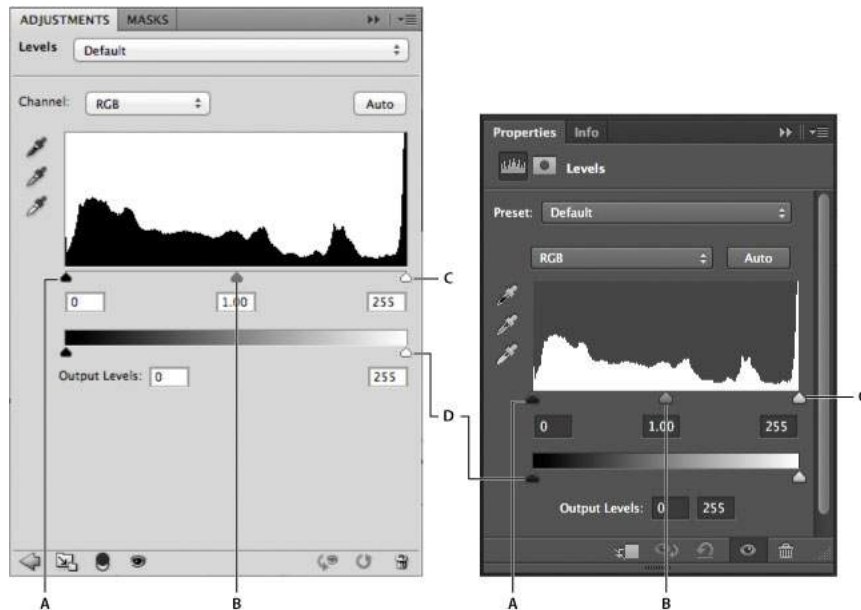 ADJUSTMENTS MASKS
Levels Default
Channel: RGB Auto
0 1.00 255
Output Levels: 0 255
A B
C
D
Properties Info
Levels
Preset: Default
RGB Auto
0 1.00 255
Output Levels: 0 255
A B
C